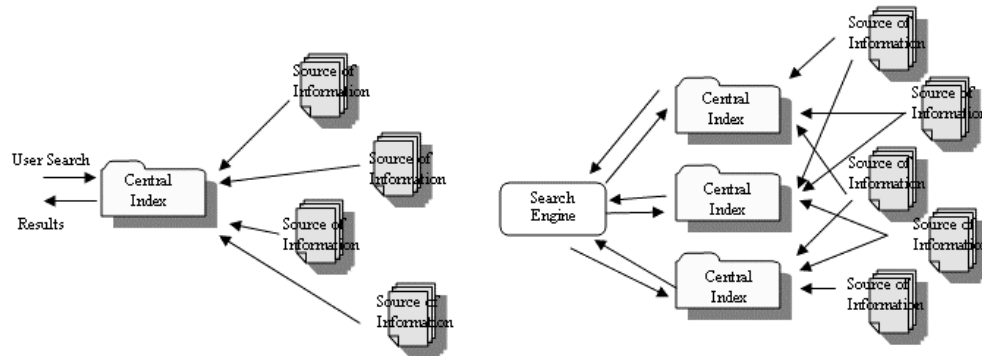 Source of
Information
User Search
Central
Index
Results
Source of
Information
Source of
Information
Source of
Information
Search
Engine
Central
Index
Central
Index
Central
Index
Source of
Information
Source of
Information
Source of
Information
Source of
Information
Source of
Information